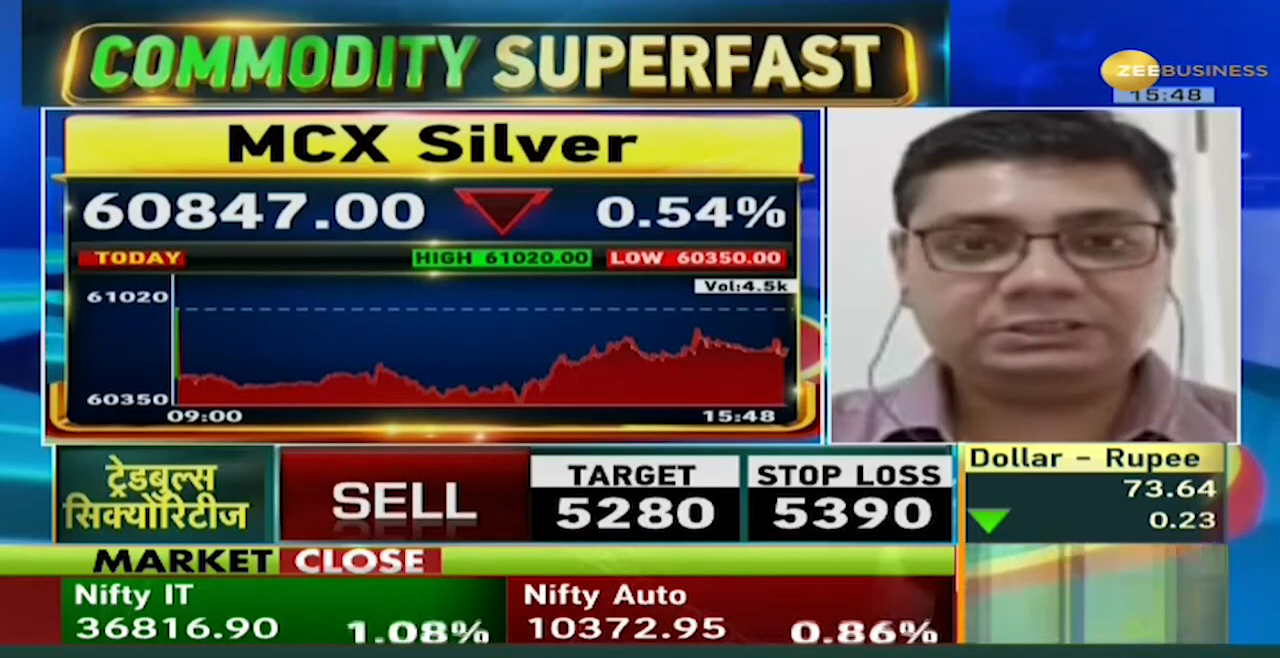 COMMODITY SUPERFAST
ZEEBUSINESS
15:48
MCX Silver
60847.00 0.54%
TODAY HIGH 61020.00 LOW 60350.00
Vol:4.5k
61020
60350
09:00 15:48
ट्रेडबुल्स
सिक्योरिटीज
SELL
TARGET
5280
STOP LOSS
5390
Dollar - Rupee
73.64
0.23
MARKET CLOSE
Nifty IT
36816.90 1.08%
Nifty Auto
10372.95 0.86%